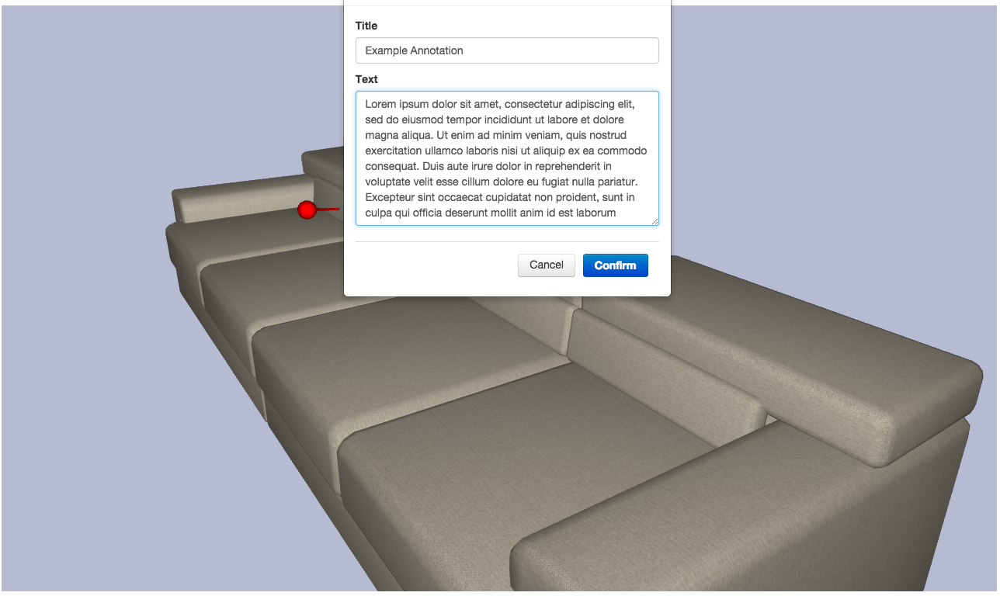 Title
Example Annotation
Text
Lorem ipsum dolor sit amet, consectetur adipiscing elit,
sed do eiusmod tempor incididunt ut labore et dolore
magna aliqua. Ut enim ad minim veniam, quis nostrud
exercitation ullamco laboris nisi ut aliquip ex ea commodo
consequat. Duis aute irure dolor in reprehenderit in
voluptate velit esse cillum dolore eu fugiat nulla pariatur.
Excepteur sint occaecat cupidatat non proident, sunt in
culpa qui officia deserunt mollit anim id est laborum
Cancel Confirm